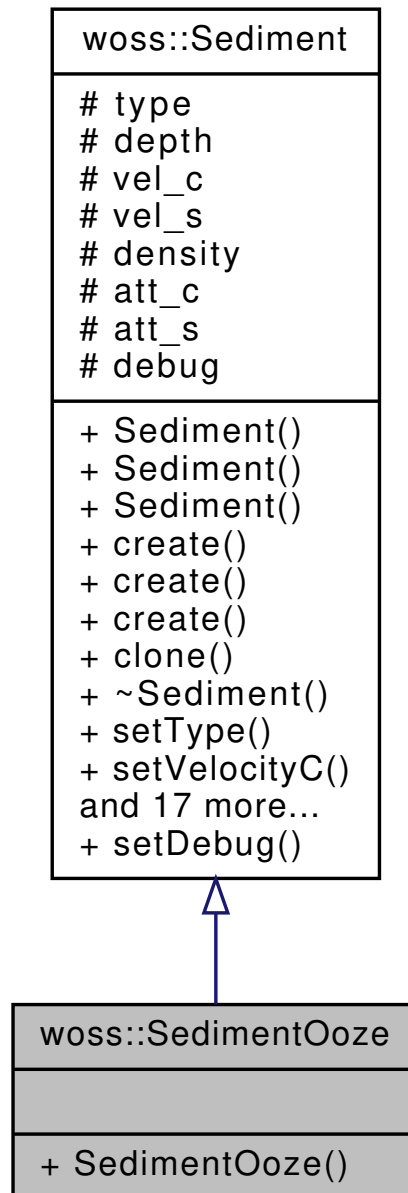 woss::Sediment
# type
# depth
# vel_c
# vel_s
# density
# att_c
# att_s
# debug
+ Sediment()
+ Sediment()
+ Sediment()
+ create()
+ create()
+ create()
+ clone()
+ ~Sediment()
+ setType()
+ setVelocityC()
and 17 more...
+ setDebug()
woss::SedimentOoze
+ SedimentOoze()